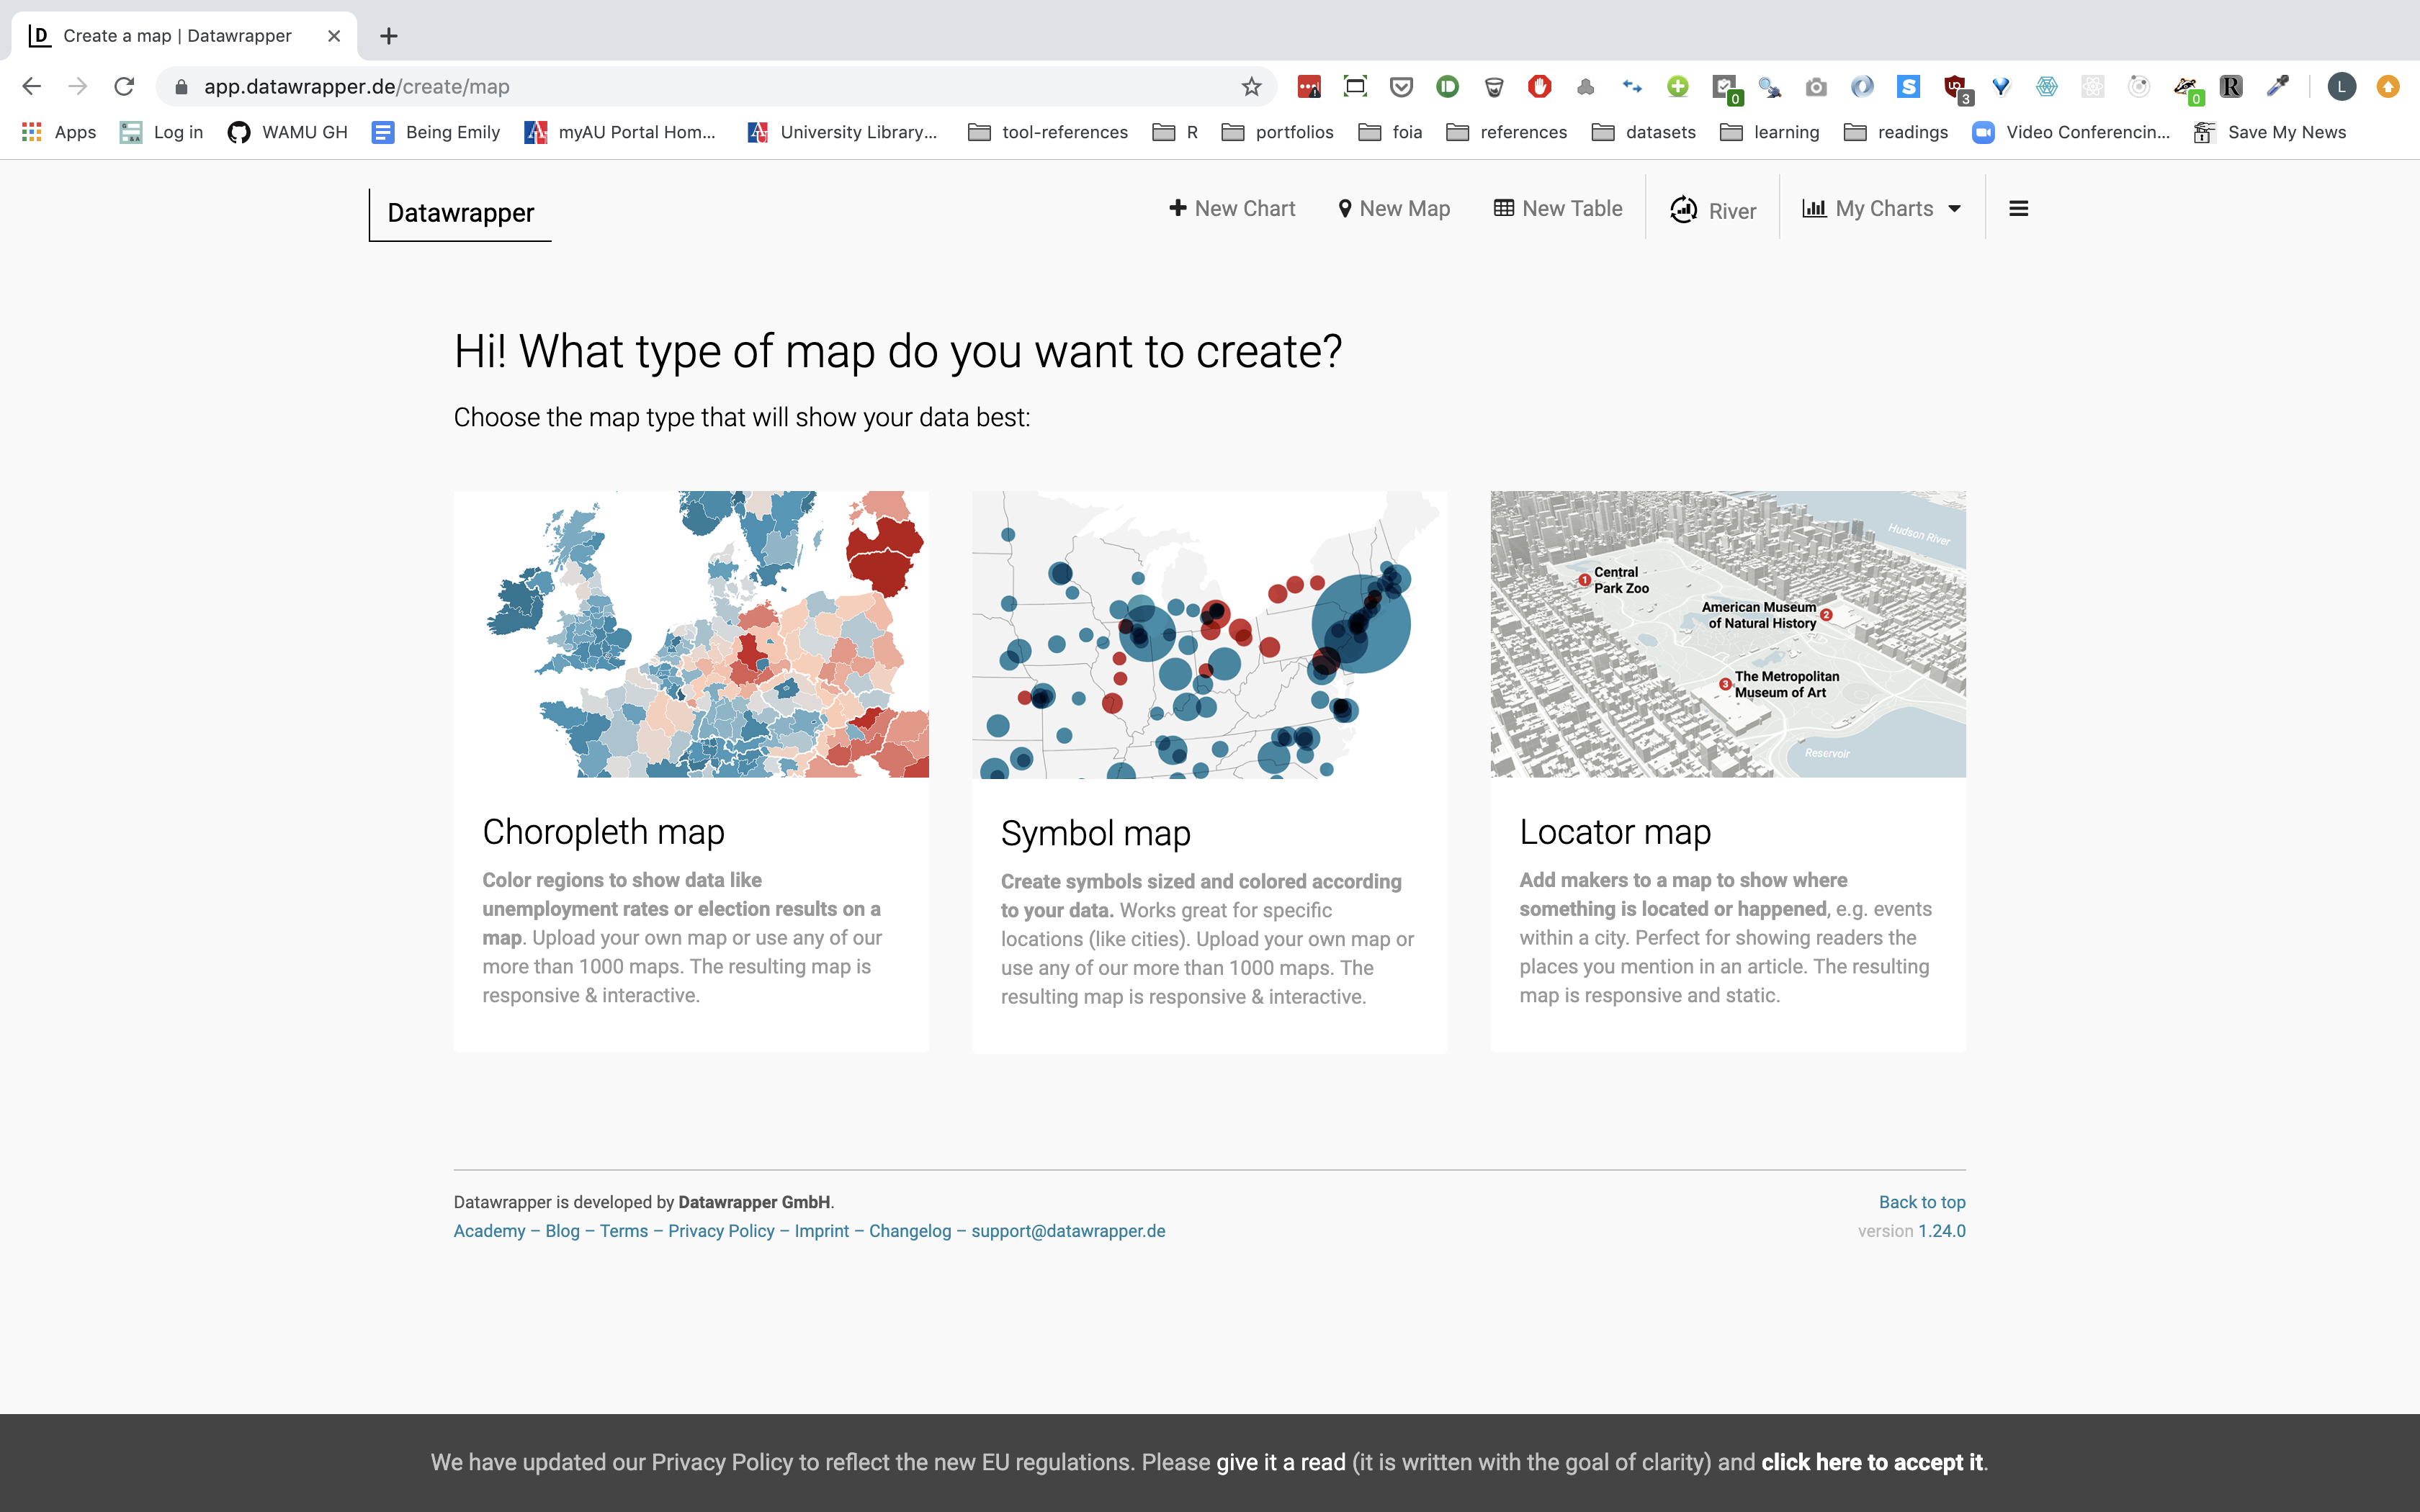 D Create a map | Datawrapper
app.datawrapper.de/create/map
0 S 3 0 R L
Apps Log in WAMU GH Being Emily myAU Portal Hom... University Library... tool-references R portfolios foia references datasets learning readings Video Conferencin... Save My News
Datawrapper
New Chart New Map New Table River My Charts
Hi! What type of map do you want to create?
Choose the map type that will show your data best:
Hudson River
1 Central
Park Zoo
American Museum 2
of Natural History
3 The Metropolitan
Museum of Art
Reservoir
Choropleth map
Color regions to show data like
unemployment rates or election results on a
map. Upload your own map or use any of our
more than 1000 maps. The resulting map is
responsive & interactive.
Symbol map
Create symbols sized and colored according
to your data. Works great for specific
locations (like cities). Upload your own map or
use any of our more than 1000 maps. The
resulting map is responsive & interactive.
Locator map
Add makers to a map to show where
something is located or happened, e.g. events
within a city. Perfect for showing readers the
places you mention in an article. The resulting
map is responsive and static.
Datawrapper is developed by Datawrapper GmbH.
Academy – Blog – Terms – Privacy Policy – Imprint – Changelog – support@datawrapper.de
Back to top
version 1.24.0
We have updated our Privacy Policy to reflect the new EU regulations. Please give it a read (it is written with the goal of clarity) and click here to accept it.